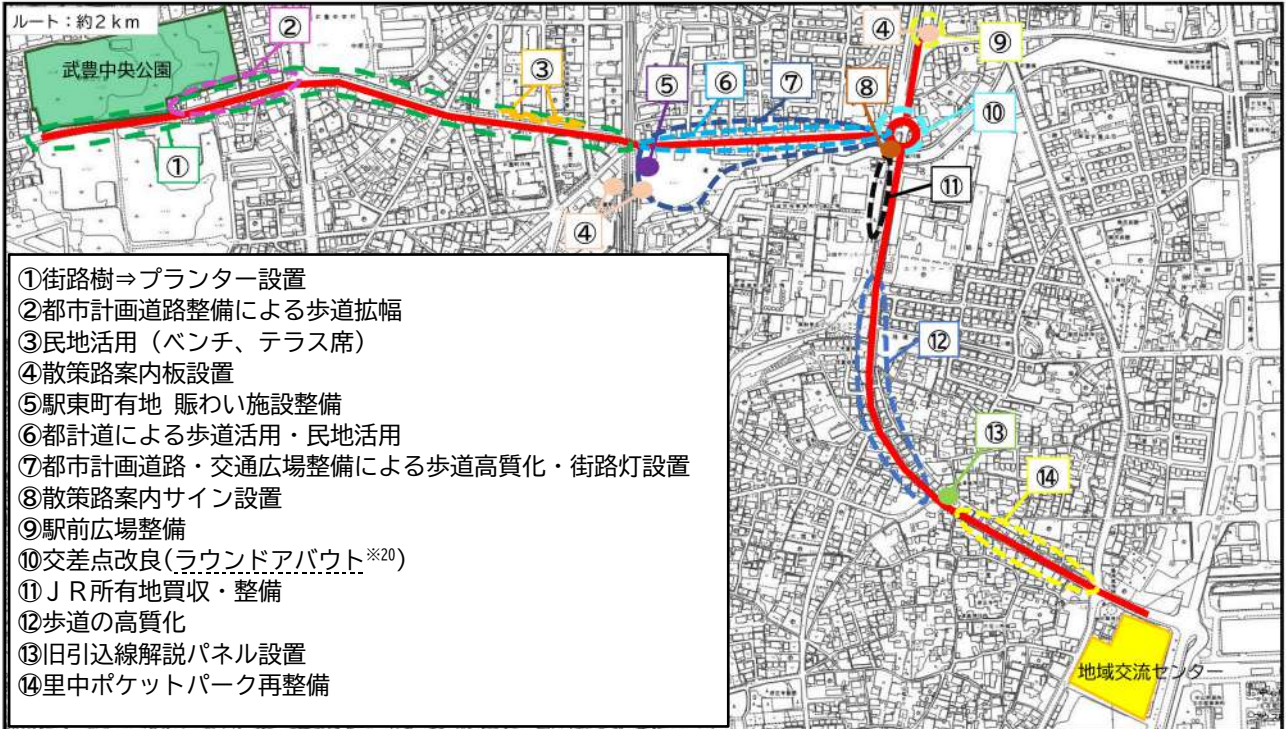 ルート：約2km
武豊中央公園
②
④
⑨
③
⑤
⑥
⑦
⑧
⑩
①
⑪
④
⑫
⑬
⑭
地域交流センター
①街路樹⇒プランター設置
②都市計画道路整備による歩道拡幅
③民地活用（ベンチ、テラス席）
④散策路案内板設置
⑤駅東町有地 賑わい施設整備
⑥都計道による歩道活用・民地活用
⑦都市計画道路・交通広場整備による歩道高質化・街路灯設置
⑧散策路案内サイン設置
⑨駅前広場整備
⑩交差点改良(ラウンドアバウト※20)
⑪ＪＲ所有地買収・整備
⑫歩道の高質化
⑬旧引込線解説パネル設置
⑭里中ポケットパーク再整備